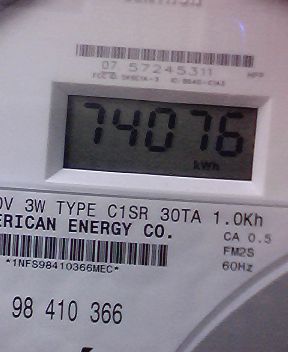 07 57245311 HPP
74076
kWh
0V 3W TYPE C1SR 30TA 1.0Kh
ERICAN ENERGY CO.
CA 0.5
FM2S
*1NFS98410366MEC*
60Hz
98 410 366